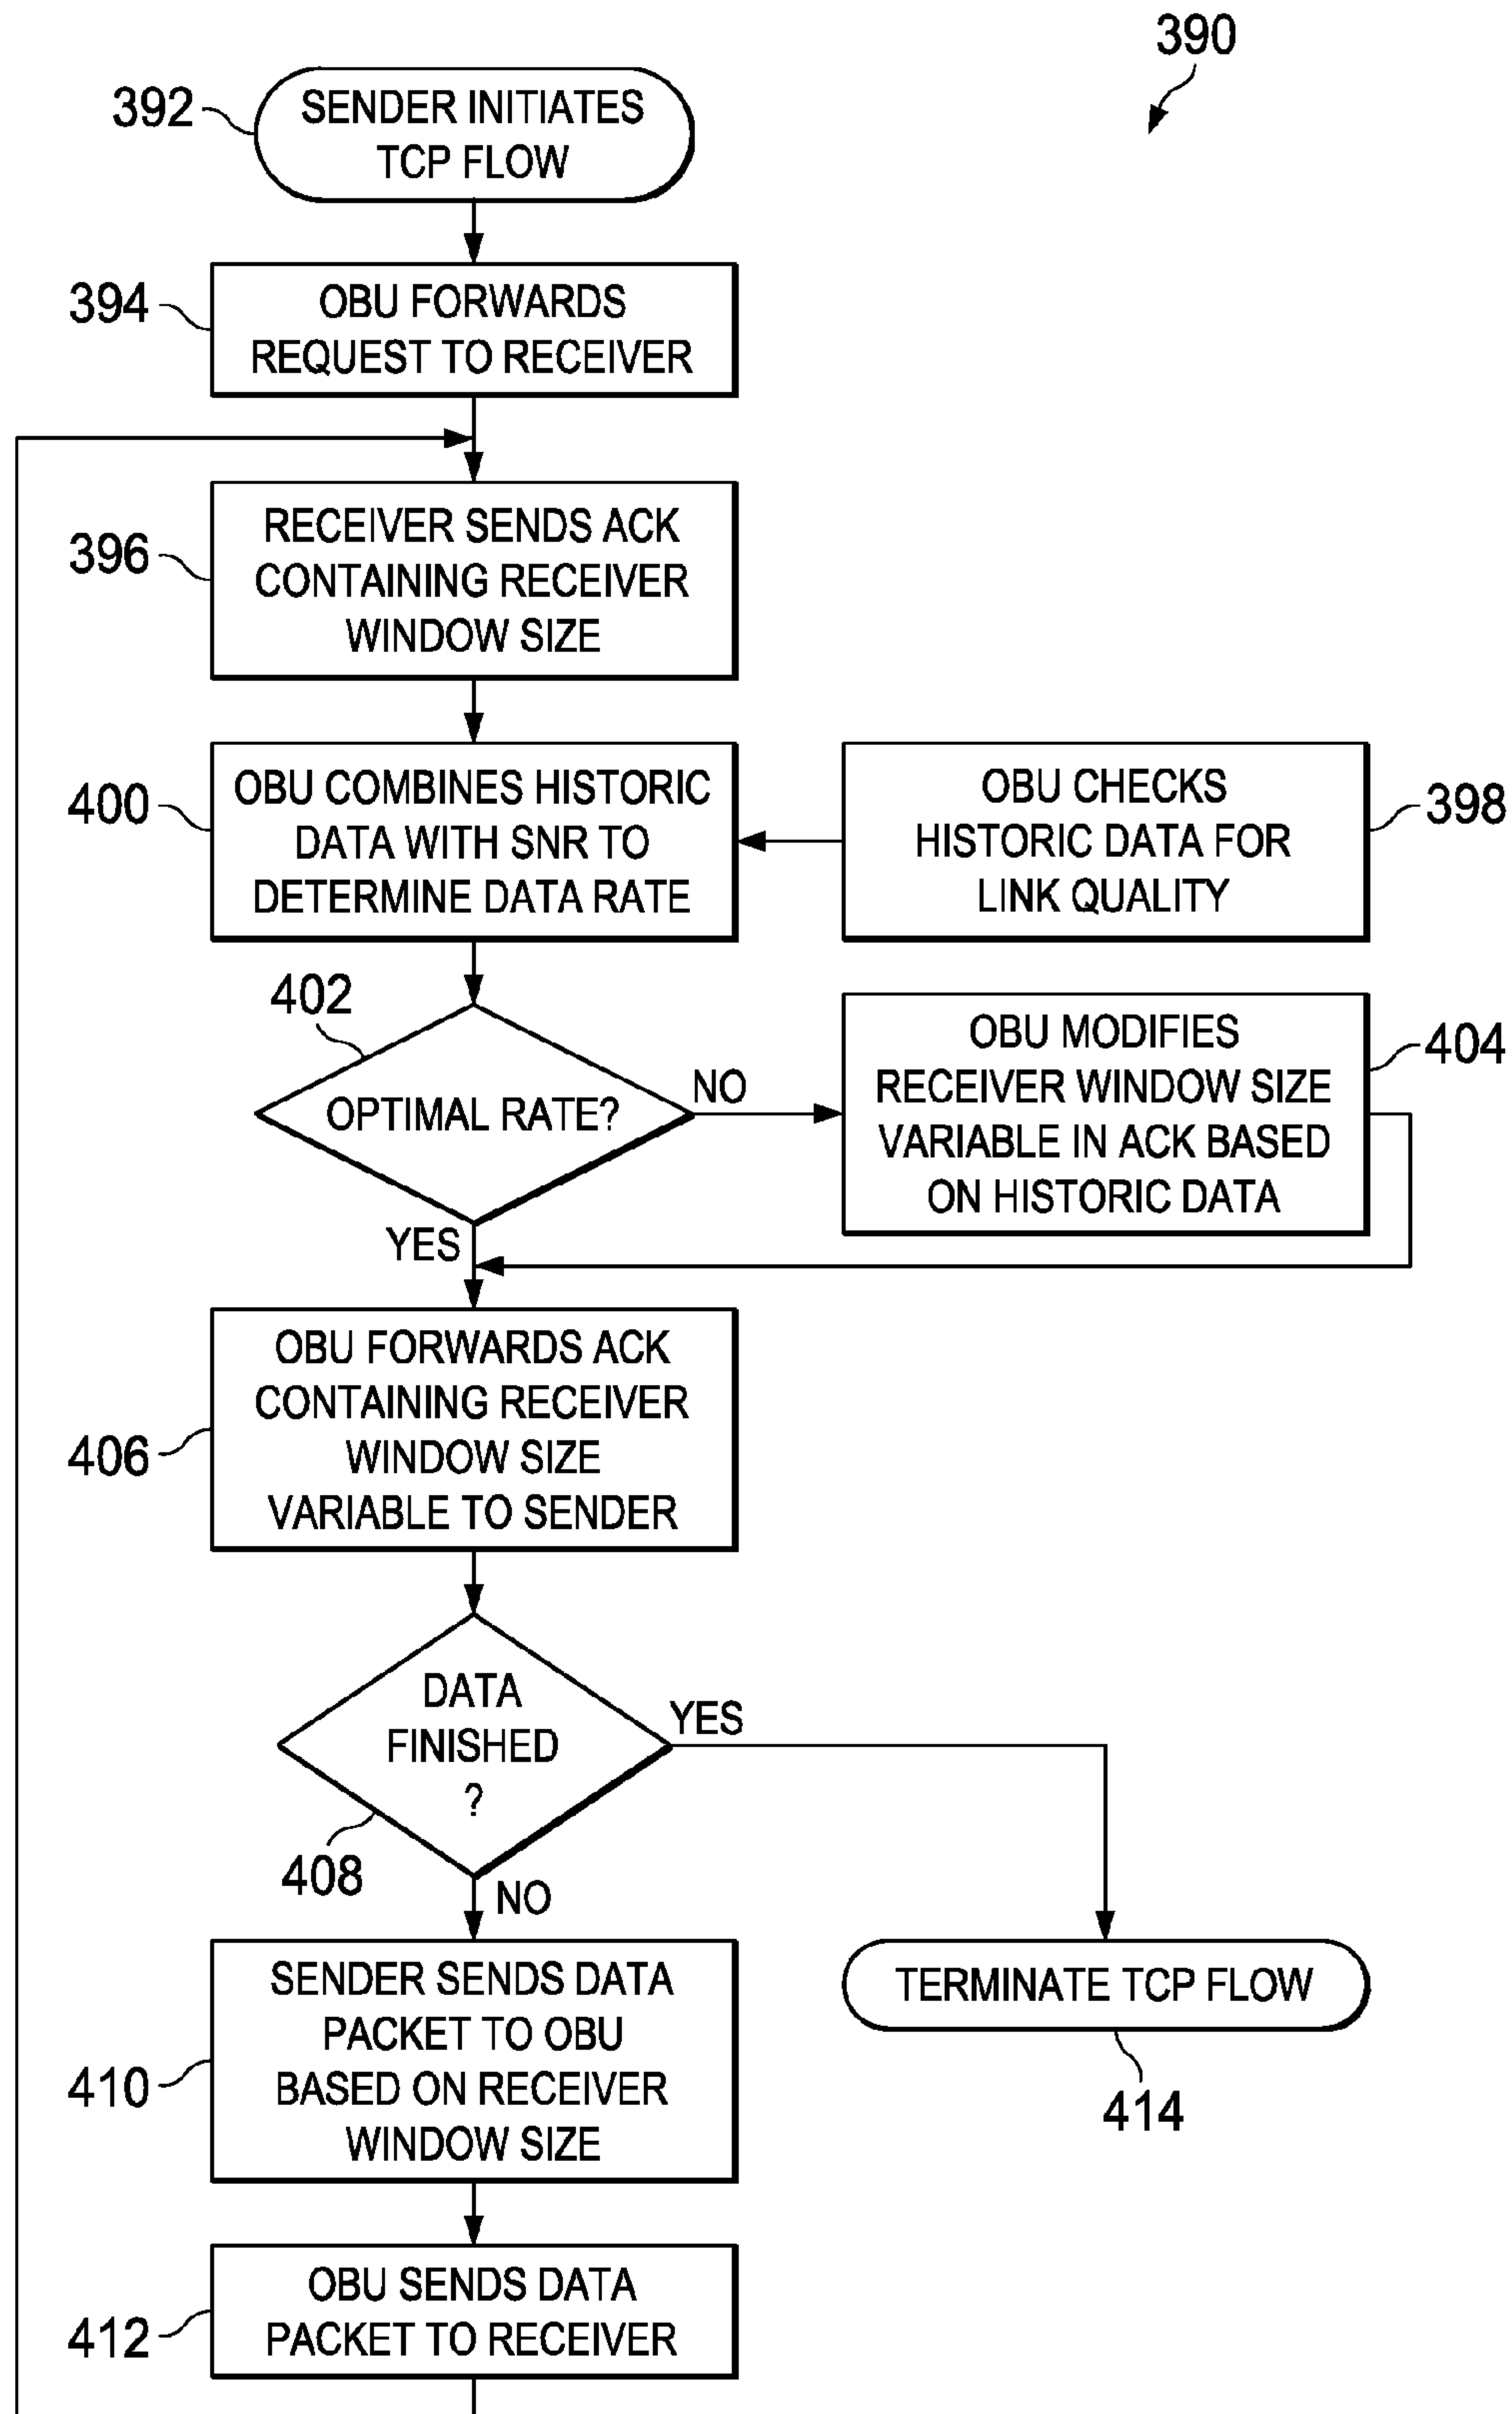 390
392
SENDER INITIATES
TCP FLOW
394
OBU FORWARDS
REQUEST TO RECEIVER
396
RECEIVER SENDS ACK
CONTAINING RECEIVER
WINDOW SIZE
400
OBU COMBINES HISTORIC
DATA WITH SNR TO
DETERMINE DATA RATE
OBU CHECKS
HISTORIC DATA FOR
LINK QUALITY
398
402
OPTIMAL RATE?
NO
YES
OBU MODIFIES
RECEIVER WINDOW SIZE
VARIABLE IN ACK BASED
ON HISTORIC DATA
404
406
OBU FORWARDS ACK
CONTAINING RECEIVER
WINDOW SIZE
VARIABLE TO SENDER
DATA
FINISHED
?
YES
408
NO
410
SENDER SENDS DATA
PACKET TO OBU
BASED ON RECEIVER
WINDOW SIZE
TERMINATE TCP FLOW
414
412
OBU SENDS DATA
PACKET TO RECEIVER